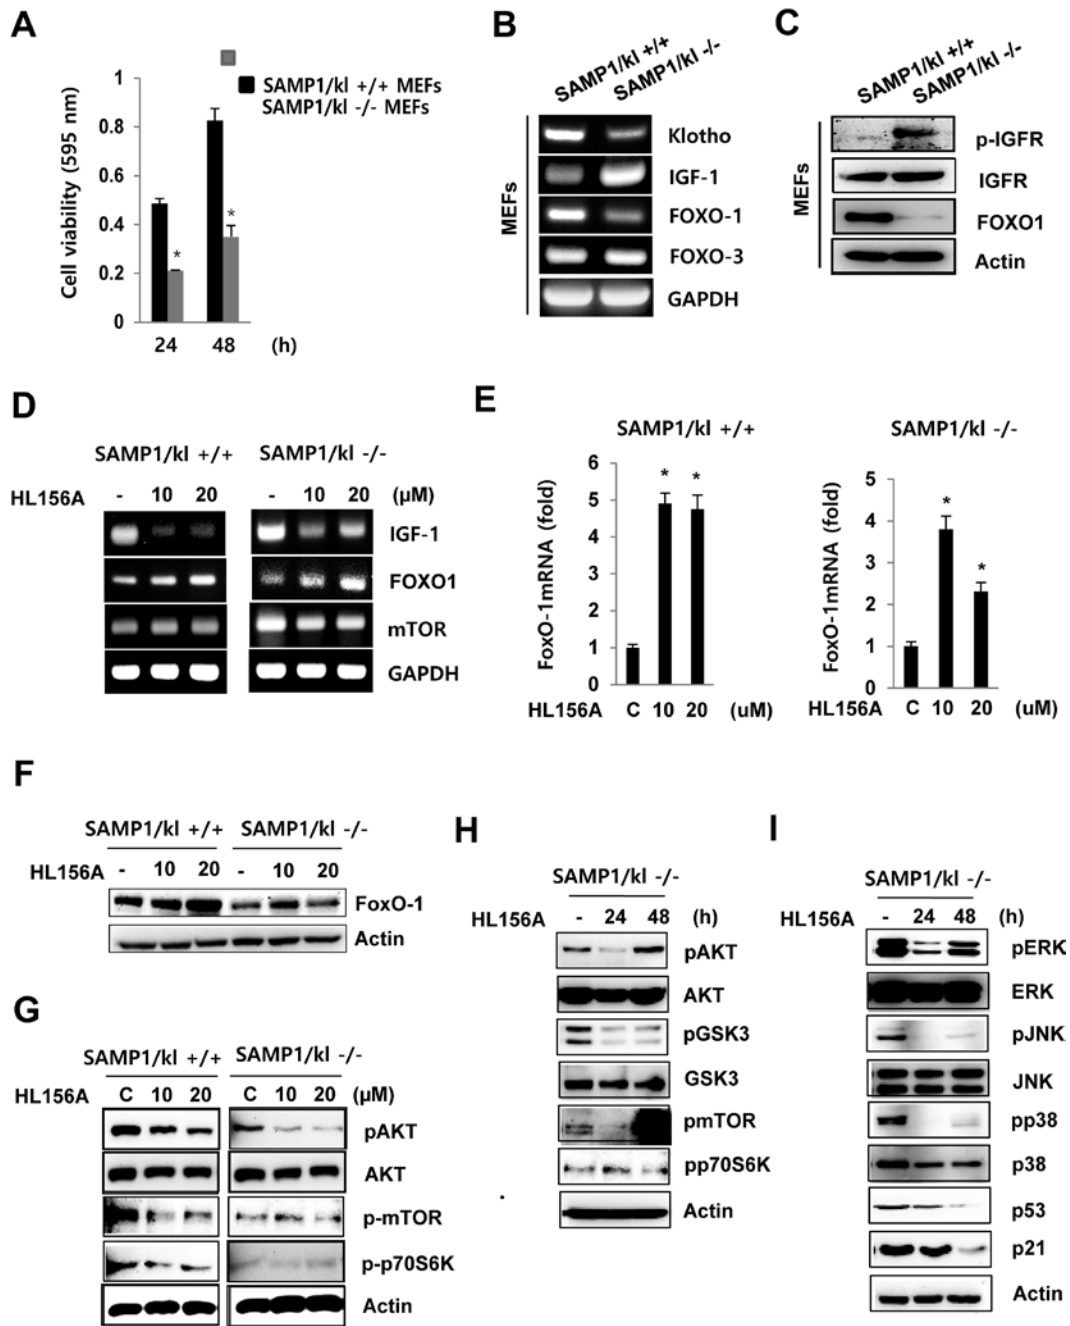 A
1
0.8
0.6
0.4
0.2
0
Cell viability (595 nm)
SAMP1/kl +/+ MEFs
SAMP1/kl -/- MEFs
*
*
24 48 (h)
B
SAMP1/kl +/+
SAMP1/kl -/-
MEFs
Klotho
IGF-1
FOXO-1
FOXO-3
GAPDH
C
SAMP1/kl +/+
SAMP1/kl -/-
MEFs
p-IGFR
IGFR
FOXO1
Actin
D
SAMP1/kl +/+ SAMP1/kl -/-
HL156A - 10 20 - 10 20 (μM)
IGF-1
FOXO1
mTOR
GAPDH
E
SAMP1/kl +/+
FoxO-1mRNA (fold)
6
5
4
3
2
1
0
* *
HL156A C 10 20 (uM)
SAMP1/kl -/-
FoxO-1mRNA (fold)
5
4
3
2
1
0
*
*
HL156A C 10 20 (uM)
F
SAMP1/kl +/+ SAMP1/kl -/-
HL156A - 10 20 - 10 20
FoxO-1
Actin
G
SAMP1/kl +/+ SAMP1/kl -/-
HL156A C 10 20 C 10 20 (μM)
pAKT
AKT
p-mTOR
p-p70S6K
Actin
H
SAMP1/kl -/-
HL156A - 24 48 (h)
pAKT
AKT
pGSK3
GSK3
pmTOR
pp70S6K
Actin
I
SAMP1/kl -/-
HL156A - 24 48 (h)
pERK
ERK
pJNK
JNK
pp38
p38
p53
p21
Actin